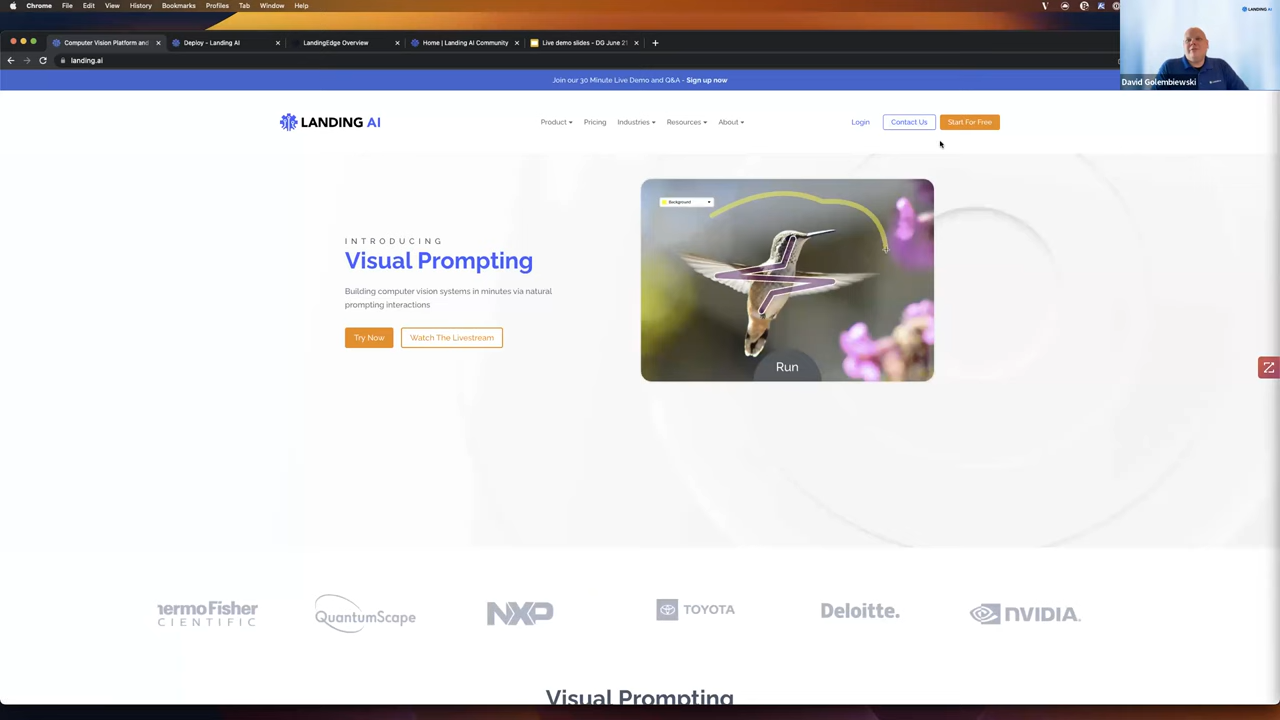 Chrome File Edit View History Bookmarks Profiles Tab Window Help
LANDING AI
David Golembiewski
Computer Vision Platform and
Deploy - Landing AI
LandingEdge Overview
Home | Landing AI Community
Live demo slides - DG June 21
landing.ai
Join our 30 Minute Live Demo and Q&A - Sign up now
LANDING AI
Product
Pricing
Industries
Resources
About
Login
Contact Us
Start For Free
Background
INTRODUCING
Visual Prompting
Building computer vision systems in minutes via natural
prompting interactions
Try Now
Watch The Livestream
Run
ermoFisher
CIENTIFIC
QuantumScape
NXP
TOYOTA
Deloitte.
NVIDIA.
Visual Prompting